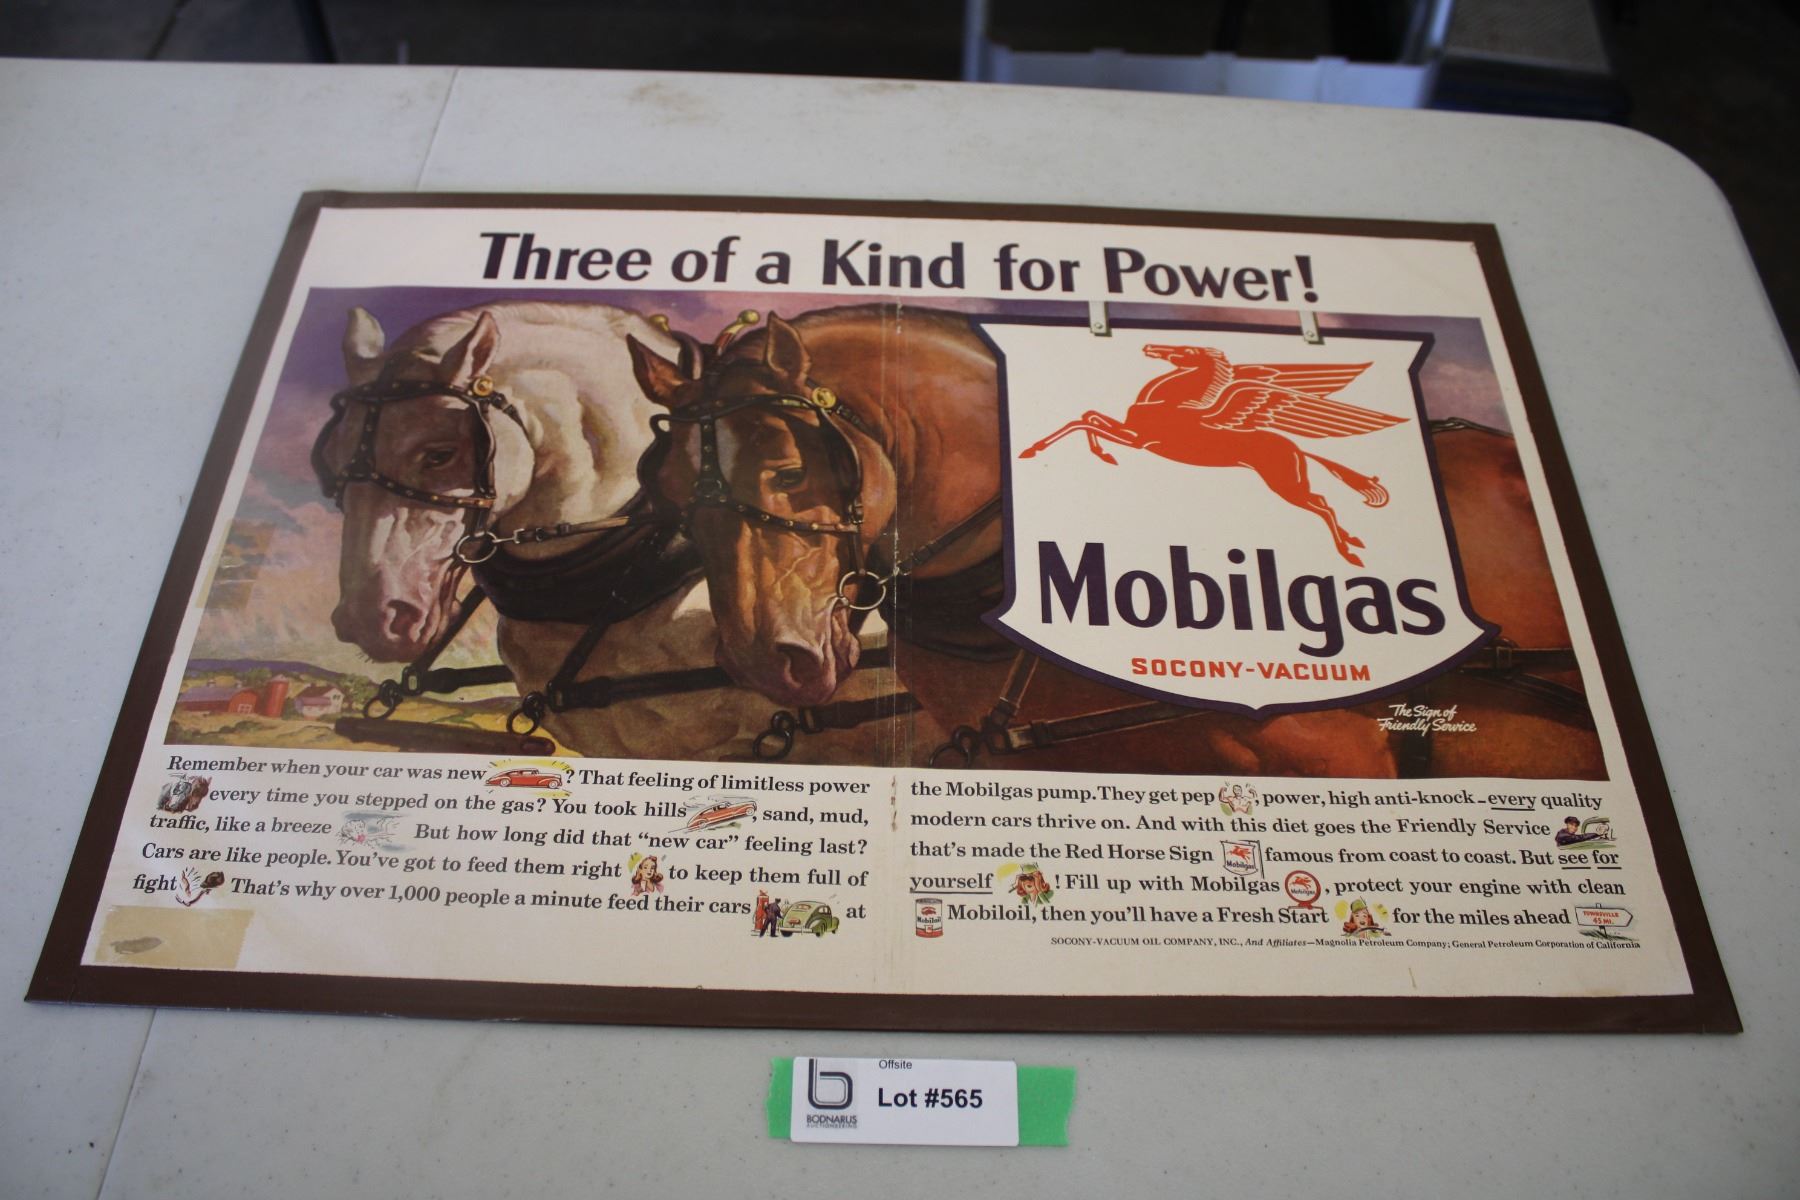 Three of a Kind for Power!
Mobilgas
SOCONY-VACUUM
The Sign of
Friendly Service
Remember when your car was new ? That feeling of limitless power
every time you stepped on the gas? You took hills , sand, mud,
traffic, like a breeze But how long did that "new car" feeling last?
Cars are like people. You've got to feed them right to keep them full of
fight That's why over 1,000 people a minute feed their cars at
the Mobilgas pump. They get pep , power, high anti-knock - every quality
modern cars thrive on. And with this diet goes the Friendly Service
that's made the Red Horse Sign Mobilgas famous from coast to coast. But see for
yourself ! Fill up with Mobilgas Mobilgas , protect your engine with clean
Mobiloil Mobiloil, then you'll have a Fresh Start for the miles ahead TOWNSVILLE
45 MI.
SOCONY-VACUUM OIL COMPANY, INC., And Affiliates—Magnolia Petroleum Company; General Petroleum Corporation of California
Offsite
Lot #565
BODNARUS
AUCTIONEERING